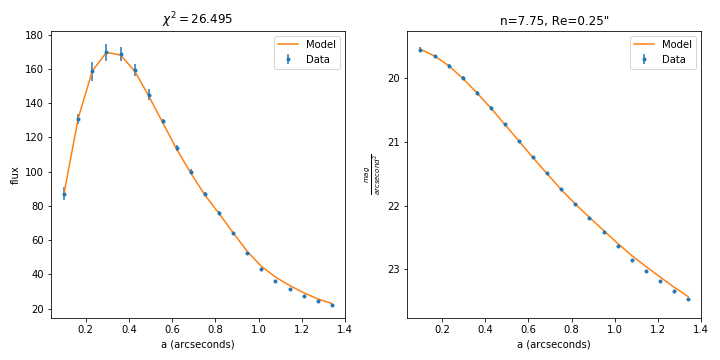 χ² = 26.495
Model
Data
flux
180
160
140
120
100
80
60
40
20
0.2 0.4 0.6 0.8 1.0 1.2 1.4
a (arcseconds)
n=7.75, Re=0.25"
Model
Data
mag
arcsecond²
20
21
22
23
0.2 0.4 0.6 0.8 1.0 1.2 1.4
a (arcseconds)